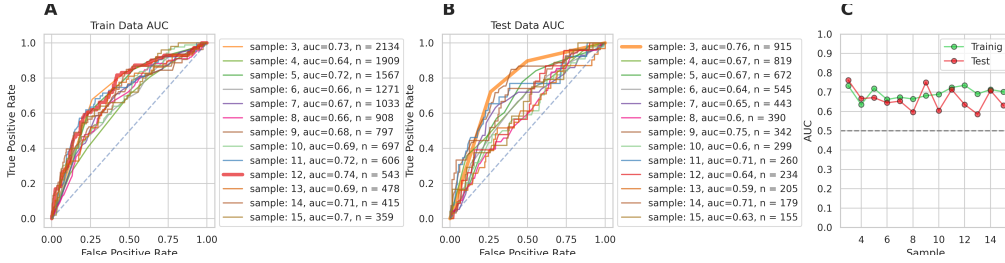 A
Train Data AUC
True Positive Rate
1.0
0.8
0.6
0.4
0.2
0.0
0.00 0.25 0.50 0.75 1.00
False Positive Rate
sample: 3, auc=0.73, n = 2134
sample: 4, auc=0.64, n = 1909
sample: 5, auc=0.72, n = 1567
sample: 6, auc=0.66, n = 1271
sample: 7, auc=0.67, n = 1033
sample: 8, auc=0.66, n = 908
sample: 9, auc=0.68, n = 797
sample: 10, auc=0.69, n = 697
sample: 11, auc=0.72, n = 606
sample: 12, auc=0.74, n = 543
sample: 13, auc=0.69, n = 478
sample: 14, auc=0.71, n = 415
sample: 15, auc=0.7, n = 359
B
Test Data AUC
True Positive Rate
1.0
0.8
0.6
0.4
0.2
0.0
0.00 0.25 0.50 0.75 1.00
False Positive Rate
sample: 3, auc=0.76, n = 915
sample: 4, auc=0.67, n = 819
sample: 5, auc=0.67, n = 672
sample: 6, auc=0.64, n = 545
sample: 7, auc=0.65, n = 443
sample: 8, auc=0.6, n = 390
sample: 9, auc=0.75, n = 342
sample: 10, auc=0.6, n = 299
sample: 11, auc=0.71, n = 260
sample: 12, auc=0.64, n = 234
sample: 13, auc=0.59, n = 205
sample: 14, auc=0.71, n = 179
sample: 15, auc=0.63, n = 155
C
AUC
1.0
0.9
0.8
0.7
0.6
0.5
0.4
0.3
0.2
0.1
0.0
Trainig
Test
4 6 8 10 12 14
Sample